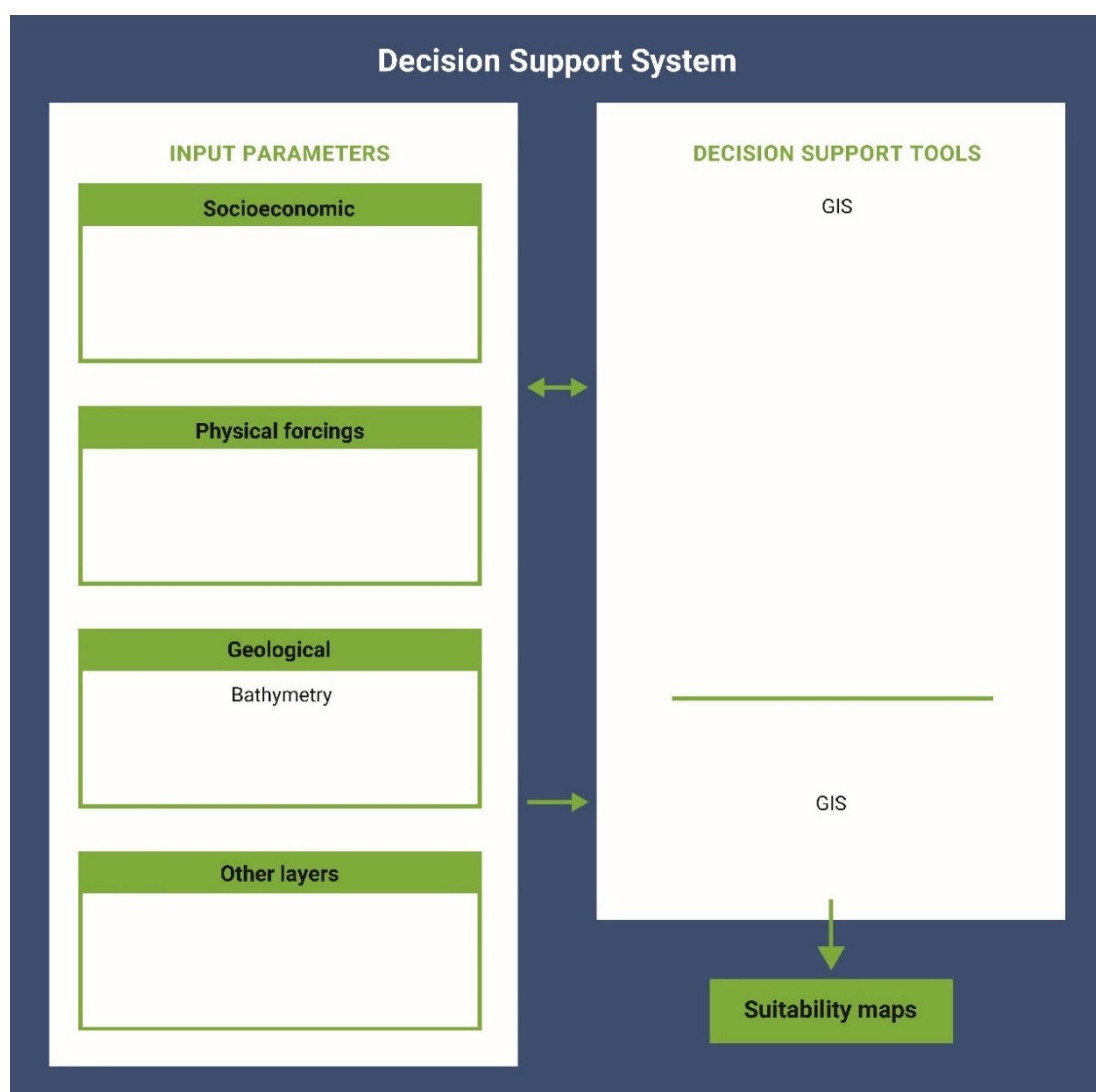 Decision Support System
INPUT PARAMETERS
Socioeconomic
Physical forcings
Geological
Bathymetry
Other layers
DECISION SUPPORT TOOLS
GIS
GIS
Suitability maps